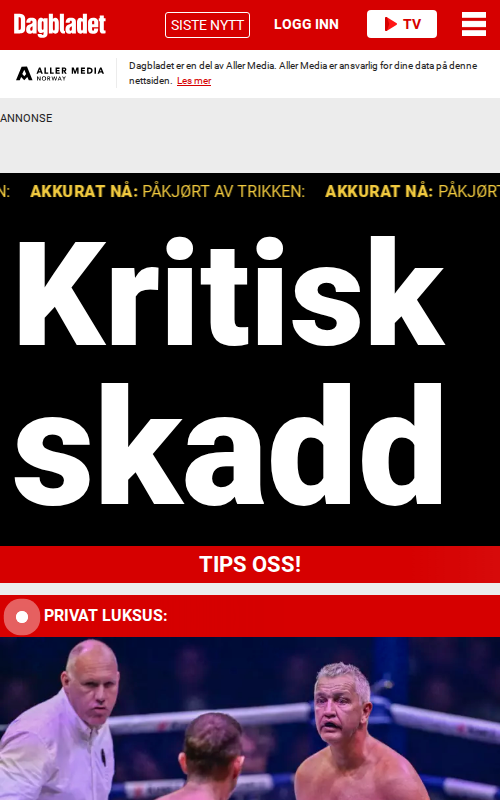 Dagbladet
SISTE NYTT
LOGG INN
TV
ALLER MEDIA
NORWAY
Dagbladet er en del av Aller Media. Aller Media er ansvarlig for dine data på denne
nettsiden. Les mer
ANNONSE
N: AKKURAT NÅ: PÅKJØRT AV TRIKKEN: AKKURAT NÅ: PÅKJØRT
Kritisk
skadd
TIPS OSS!
PRIVAT LUKSUS: